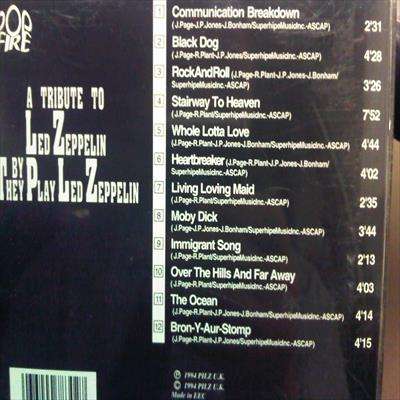 POP
FIRE
A TRIBUTE TO
LED ZEPPELIN
BY
THEY PLAY LED ZEPPELIN
1 Communication Breakdown 2'31
(J.Page-J.P.Jones-J.Bonham/SuperhipeMusicInc.-ASCAP)
2 Black Dog 4'28
(J.Page-R.Plant-J.P.Jones/SuperhipeMusicInc.-ASCAP)
3 RockAndRoll (J.Page-R.Plant-J.P.Jones-J.Bonham/ 3'26
SuperhipeMusicInc.-ASCAP)
4 Stairway To Heaven 7'52
(J.Page-R.Plant/SuperhipeMusicInc.-ASCAP)
5 Whole Lotta Love 4'44
(J.Page-R.Plant-J.P.Jones-J.Bonham/SuperhipeMusicInc.-ASCAP)
6 Heartbreaker (J.Page-R.Plant-J.P.Jones-J.Bonham/ 4'02
SuperhipeMusicInc.-ASCAP)
7 Living Loving Maid 2'35
(J.Page-R.Plant/SuperhipeMusicInc.-ASCAP)
8 Moby Dick 3'44
(J.Page-J.P.Jones-J.Bonham/SuperhipeMusicInc.-ASCAP)
9 Immigrant Song 2'13
(J.Page-R.Plant/SuperhipeMusicInc.-ASCAP)
10 Over The Hills And Far Away 4'03
(J.Page-R.Plant/SuperhipeMusicInc.-ASCAP)
11 The Ocean 4'14
(J.Page-R.Plant-J.P.Jones-J.Bonham/SuperhipeMusicInc.-ASCAP)
12 Bron-Y-Aur-Stomp 4'15
(J.Page-R.Plant-J.P.Jones/SuperhipeMusicInc.-ASCAP)
℗ 1994 PILZ U.K.
© 1994 PILZ U.K.
Made in EEC